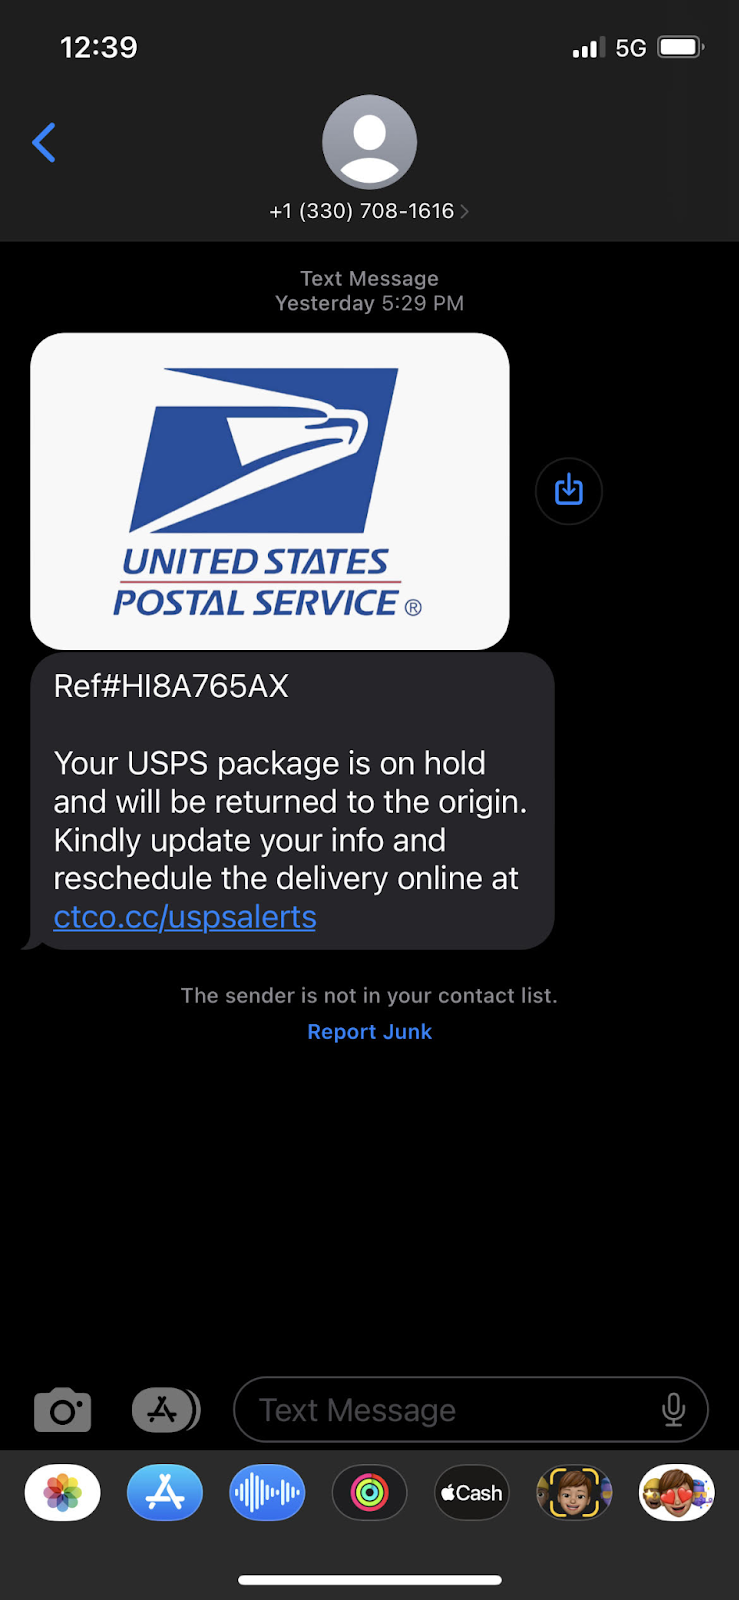 12:39
5G
+1 (330) 708-1616
Text Message
Yesterday 5:29 PM
UNITED STATES
POSTAL SERVICE ®
Ref#HI8A765AX
Your USPS package is on hold
and will be returned to the origin.
Kindly update your info and
reschedule the delivery online at
ctco.cc/uspsalerts
The sender is not in your contact list.
Report Junk
Text Message
Cash